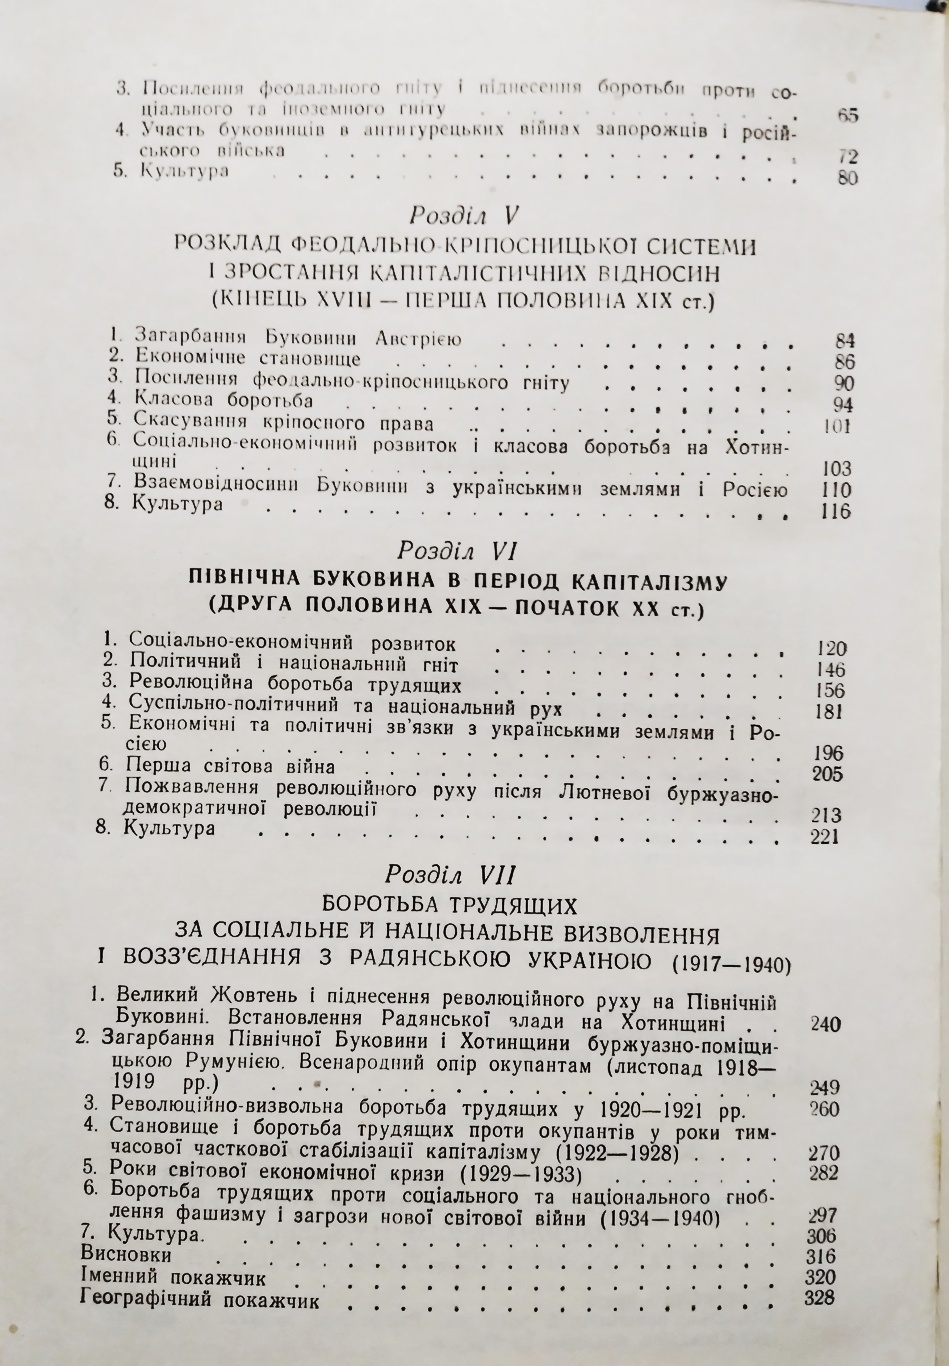 3. Посилення феодального гніту і піднесення боротьби проти со-
ціального та іноземного гніту . . . . . . . . . . 65
4. Участь буковинців в антитурецьких війнах запорожців і росій-
ського війська . . . . . . . . . . . . . . . . . 72
5. Культура . . . . . . . . . . . . . . . . . . . . 80
Розділ V
РОЗКЛАД ФЕОДАЛЬНО-КРІПОСНИЦЬКОЇ СИСТЕМИ
І ЗРОСТАННЯ КАПІТАЛІСТИЧНИХ ВІДНОСИН
(КІНЕЦЬ XVIII — ПЕРША ПОЛОВИНА XIX ст.)
1. Загарбання Буковини Австрією . . . . . . . . . . . . 84
2. Економічне становище . . . . . . . . . . . . . . . 86
3. Посилення феодально-кріпосницького гніту . . . . . . . . 90
4. Класова боротьба . . . . . . . . . . . . . . . . . 94
5. Скасування кріпосного права . . . . . . . . . . . . . 101
6. Соціально-економічний розвиток і класова боротьба на Хотин-
щині . . . . . . . . . . . . . . . . . . . . . 103
7. Взаємовідносини Буковини з українськими землями і Росією 110
8. Культура . . . . . . . . . . . . . . . . . . . . 116
Розділ VI
ПІВНІЧНА БУКОВИНА В ПЕРІОД КАПІТАЛІЗМУ
(ДРУГА ПОЛОВИНА XIX — ПОЧАТОК XX ст.)
1. Соціально-економічний розвиток . . . . . . . . . . . . 120
2. Політичний і національний гніт . . . . . . . . . . . . 146
3. Революційна боротьба трудящих . . . . . . . . . . . . 156
4. Суспільно-політичний та національний рух . . . . . . . . 181
5. Економічні та політичні зв'язки з українськими землями і Ро-
сією . . . . . . . . . . . . . . . . . . . . . . 196
6. Перша світова війна . . . . . . . . . . . . . . . . 205
7. Пожвавлення революційного руху після Лютневої буржуазно-
демократичної революції . . . . . . . . . . . . . . 213
8. Культура . . . . . . . . . . . . . . . . . . . . 221
Розділ VII
БОРОТЬБА ТРУДЯЩИХ
ЗА СОЦІАЛЬНЕ Й НАЦІОНАЛЬНЕ ВИЗВОЛЕННЯ
І ВОЗЗ'ЄДНАННЯ З РАДЯНСЬКОЮ УКРАЇНОЮ (1917—1940)
1. Великий Жовтень і піднесення революційного руху на Північній
Буковині. Встановлення Радянської влади на Хотинщині . . 240
2. Загарбання Північної Буковини і Хотинщини буржуазно-поміщи-
цькою Румунією. Всенародний опір окупантам (листопад 1918—
1919 рр.) . . . . . . . . . . . . . . . . . . . . 249
3. Революційно-визвольна боротьба трудящих у 1920—1921 рр. 260
4. Становище і боротьба трудящих проти окупантів у роки тим-
часової часткової стабілізації капіталізму (1922—1928) . . . . 270
5. Роки світової економічної кризи (1929—1933) . . . . . . . 282
6. Боротьба трудящих проти соціального та національного гноб-
лення фашизму і загрози нової світової війни (1934—1940) . . 297
7. Культура. . . . . . . . . . . . . . . . . . . . . . 306
Висновки . . . . . . . . . . . . . . . . . . . . . . 316
Іменний покажчик . . . . . . . . . . . . . . . . . . . 320
Географічний покажчик . . . . . . . . . . . . . . . . . 328